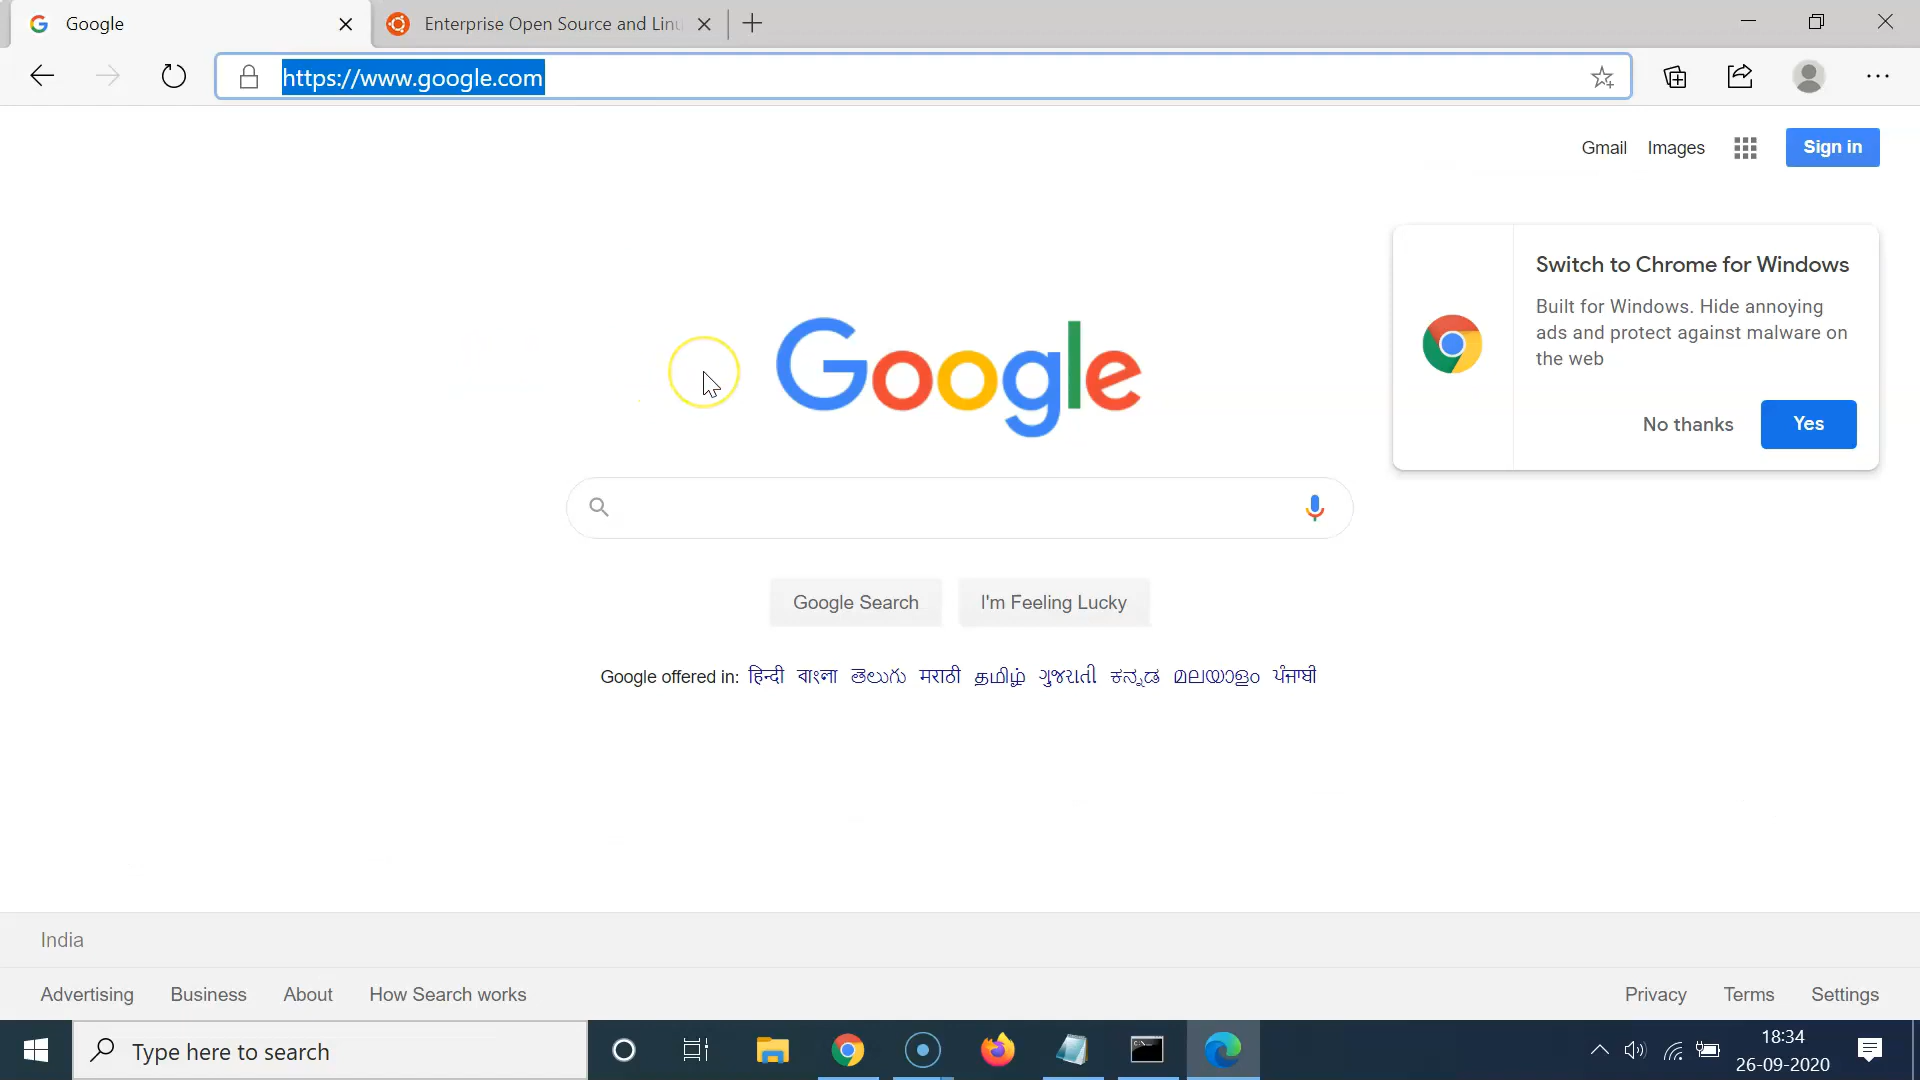 Google
Enterprise Open Source and Linu
https://www.google.com
Gmail Images Sign in
Switch to Chrome for Windows
Built for Windows. Hide annoying
ads and protect against malware on
the web
No thanks Yes
Google
Google Search I'm Feeling Lucky
Google offered in: हिन्दी বাংলা తెలుగు मराठी தமிழ் ગુજરાતી ಕನ್ನಡ മലയാളം ਪੰਜਾਬੀ
India
Advertising Business About How Search works Privacy Terms Settings
Type here to search
18:34
26-09-2020